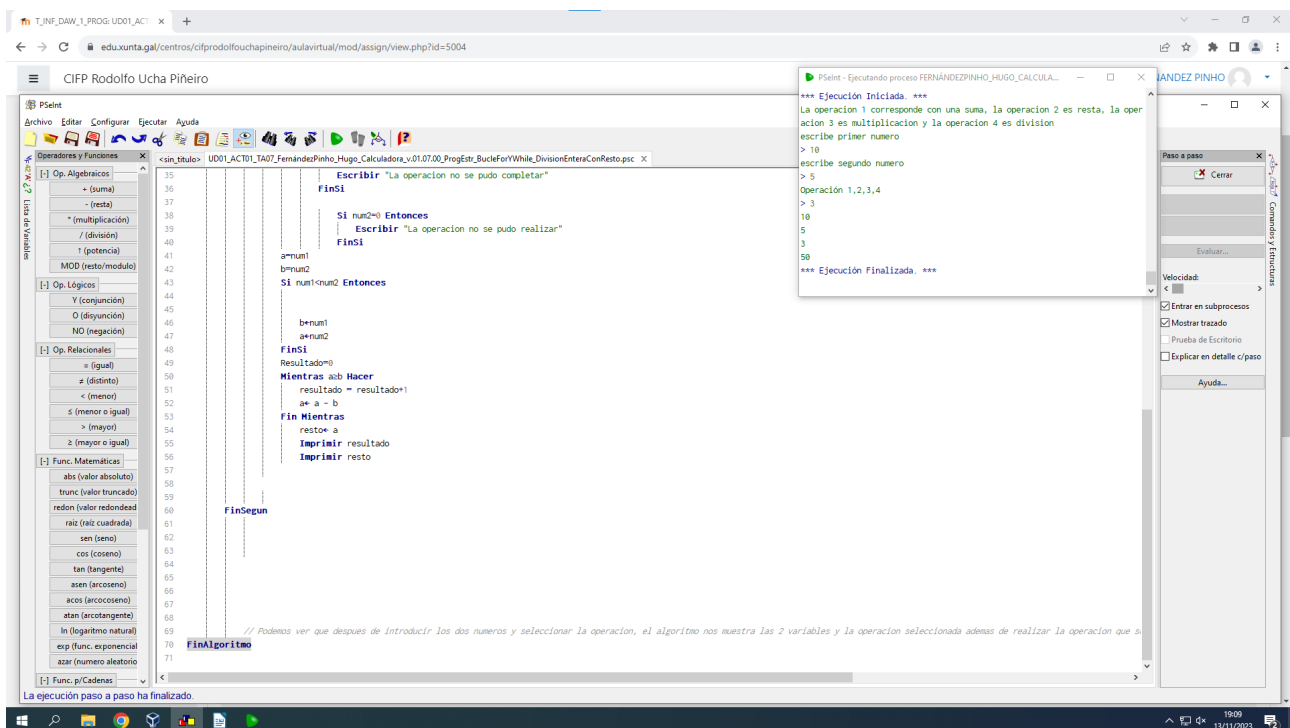 T_INF_DAW_1_PROG: UD01_ACT
edu.xunta.gal/centros/cifprodolfouchapineiro/aulavirtual/mod/assign/view.php?id=5004
CIFP Rodolfo Ucha Piñeiro
NANDEZ PINHO
PSeInt
Archivo Editar Configurar Ejecutar Ayuda
Operadores y Funciones
<sin_titulo> UD01_ACT01_TA07_FernándezPinho_Hugo_Calculadora_v.01.07.00_ProgEstr_BucleForYWhile_DivisionEnteraConResto.psc
Lista de Variables
[-] Op. Algebraicos
+ (suma)
- (resta)
* (multiplicación)
/ (división)
↑ (potencia)
MOD (resto/modulo)
[-] Op. Lógicos
Y (conjunción)
O (disyunción)
NO (negación)
[-] Op. Relacionales
= (igual)
≠ (distinto)
< (menor)
≤ (menor o igual)
> (mayor)
≥ (mayor o igual)
[-] Func. Matemáticas
abs (valor absoluto)
trunc (valor truncado)
redon (valor redondead
raiz (raíz cuadrada)
sen (seno)
cos (coseno)
tan (tangente)
asen (arcoseno)
acos (arcocoseno)
atan (arcotangente)
ln (logaritmo natural)
exp (func. exponencial
azar (numero aleatorio
[-] Func. p/Cadenas
35 Escribir "La operacion no se pudo completar"
36 FinSi
37
38 Si num2=0 Entonces
39 Escribir "La operacion no se pudo realizar"
40 FinSi
41 a=num1
42 b=num2
43 Si num1<num2 Entonces
44
45
46 b←num1
47 a←num2
48 FinSi
49 Resultado=0
50 Mientras a≥b Hacer
51 resultado = resultado+1
52 a← a - b
53 Fin Mientras
54 resto← a
55 Imprimir resultado
56 Imprimir resto
57
58
59
60 FinSegun
61
62
63
64
65
66
67
68
69 // Podemos ver que despues de introducir los dos numeros y seleccionar la operacion, el algoritmo nos muestra las 2 variables y la operacion seleccionada ademas de realizar la operacion que s
70 FinAlgoritmo
71
PSeInt - Ejecutando proceso FERNÁNDEZPINHO_HUGO_CALCULA...
*** Ejecución Iniciada. ***
La operacion 1 corresponde con una suma, la operacion 2 es resta, la oper
acion 3 es multiplicacion y la operacion 4 es division
escribe primer numero
> 10
escribe segundo numero
> 5
Operación 1,2,3,4
> 3
10
5
3
50
*** Ejecución Finalizada. ***
Paso a paso
Cerrar
Evaluar...
Velocidad:
Entrar en subprocesos
Mostrar trazado
Prueba de Escritorio
Explicar en detalle c/paso
Ayuda...
Comandos y Estructuras
La ejecución paso a paso ha finalizado.
19:09
13/11/2023